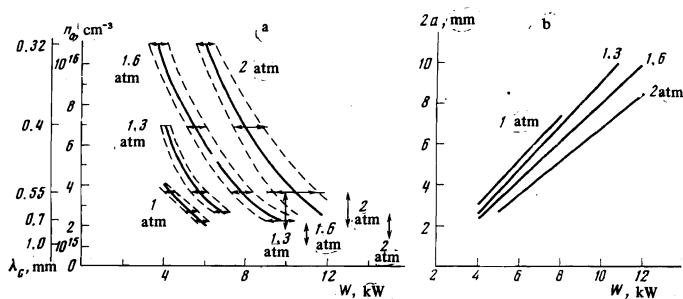 n∞, cm⁻³
a
0.32
10¹⁶
1.6 atm
2 atm
8
0.4
1,3 atm
6
4
0.55
1 atm
2
0.7
1.0
10¹⁵
0
λ_G, mm
4 8 12
W, kW
1.3 atm
1.6 atm
2 atm
2 atm
2a, mm
b
1.3
1,6
2 atm
1 atm
10
8
6
4
2
2 4 6 8 10 12
W, kW